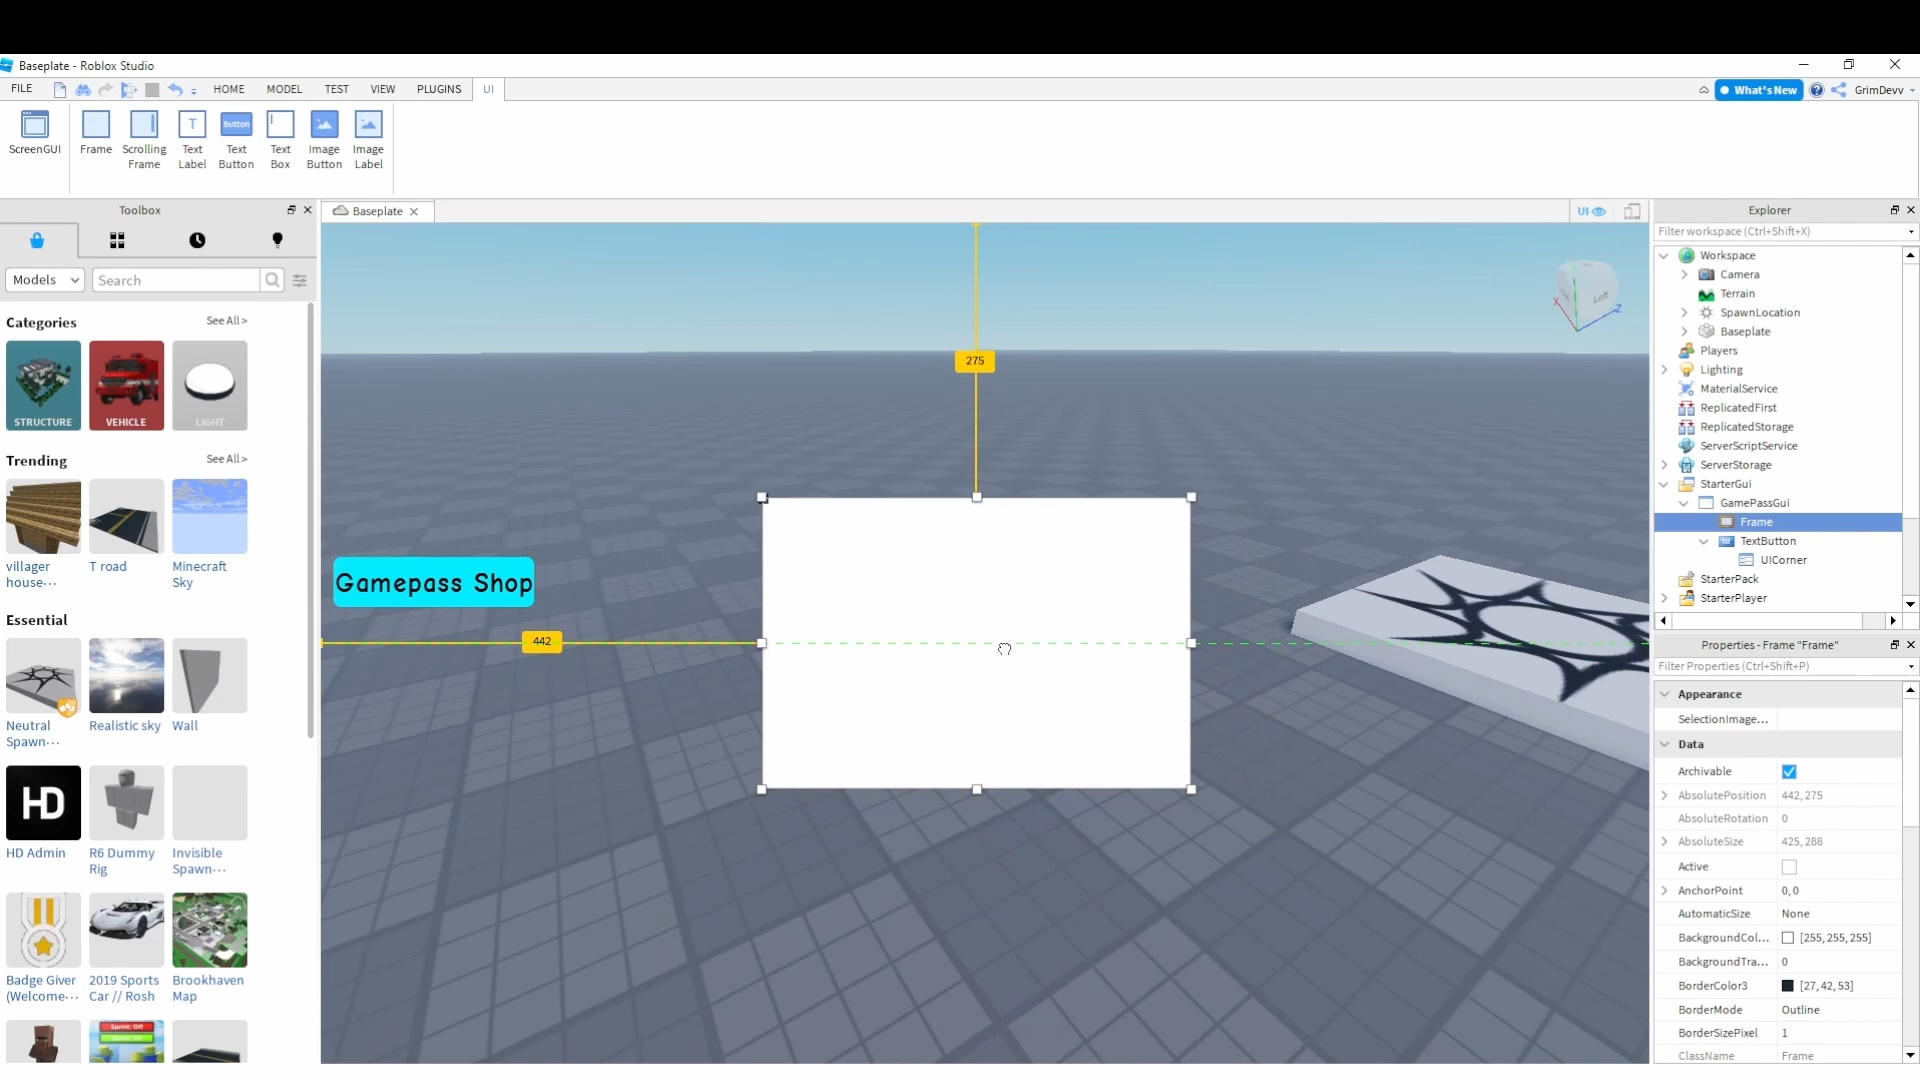 Baseplate - Roblox Studio
FILE
HOME
MODEL
TEST
VIEW
PLUGINS
UI
What's New
GrimDevv
ScreenGUI
Frame
Scrolling
Frame
Text
Label
Button
Text
Button
Text
Box
Image
Button
Image
Label
Toolbox
Baseplate
UI
Models
Search
Categories
See All >
STRUCTURE
VEHICLE
LIGHT
Trending
See All >
villager
house...
T road
Minecraft
Sky
Essential
Neutral
Spawn...
Realistic sky
Wall
HD
HD Admin
R6 Dummy
Rig
Invisible
Spawn...
Badge Giver
(Welcome...
2019 Sports
Car // Rosh
Brookhaven
Map
Sprint: Off
275
Gamepass Shop
442
Left
X
Z
Explorer
Filter workspace (Ctrl+Shift+X)
Workspace
Camera
Terrain
SpawnLocation
Baseplate
Players
Lighting
MaterialService
ReplicatedFirst
ReplicatedStorage
ServerScriptService
ServerStorage
StarterGui
GamePassGui
Frame
TextButton
UICorner
StarterPack
StarterPlayer
Properties - Frame "Frame"
Filter Properties (Ctrl+Shift+P)
Appearance
SelectionImage...
Data
Archivable
AbsolutePosition 442, 275
AbsoluteRotation 0
AbsoluteSize 425, 288
Active
AnchorPoint 0, 0
AutomaticSize None
BackgroundCol... [255, 255, 255]
BackgroundTra... 0
BorderColor3 [27, 42, 53]
BorderMode Outline
BorderSizePixel 1
ClassName Frame